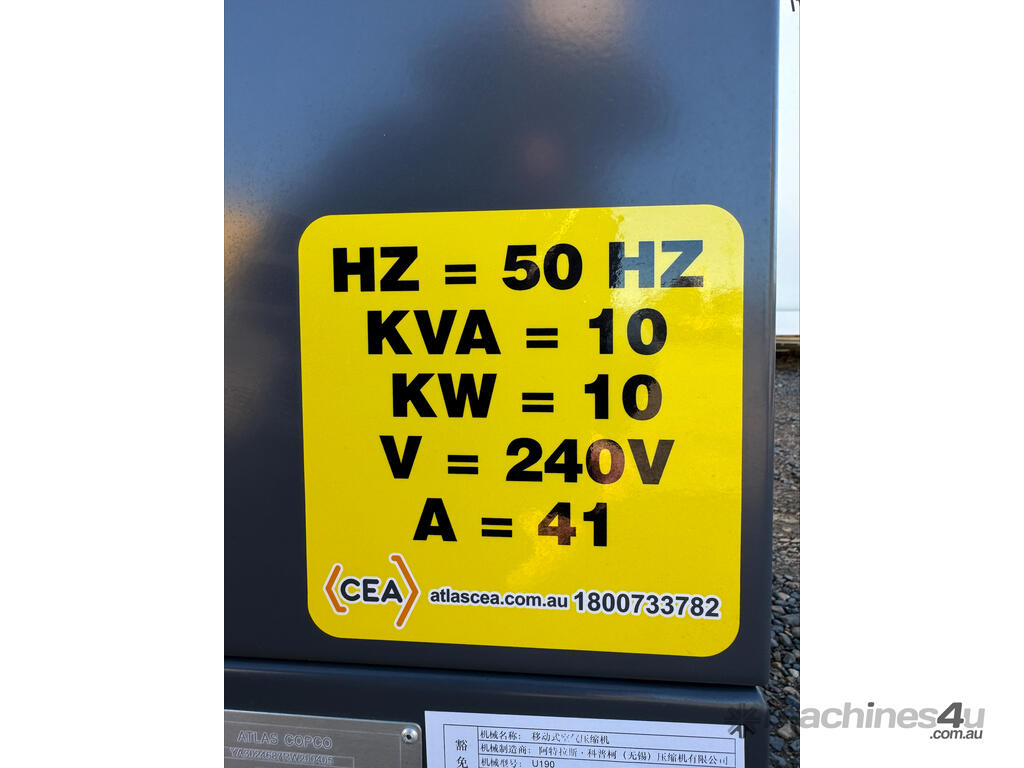 HZ = 50 HZ
KVA = 10
KW = 10
V = 240V
A = 41
CEA atlascea.com.au 1800733782
ATLAS COPCO
豁免
机械名称: 移动式空气压缩机
机械制造商: 阿特拉斯·科普柯(无锡)压缩机有限公司
机械型号: U190
Machines4u
.com.au